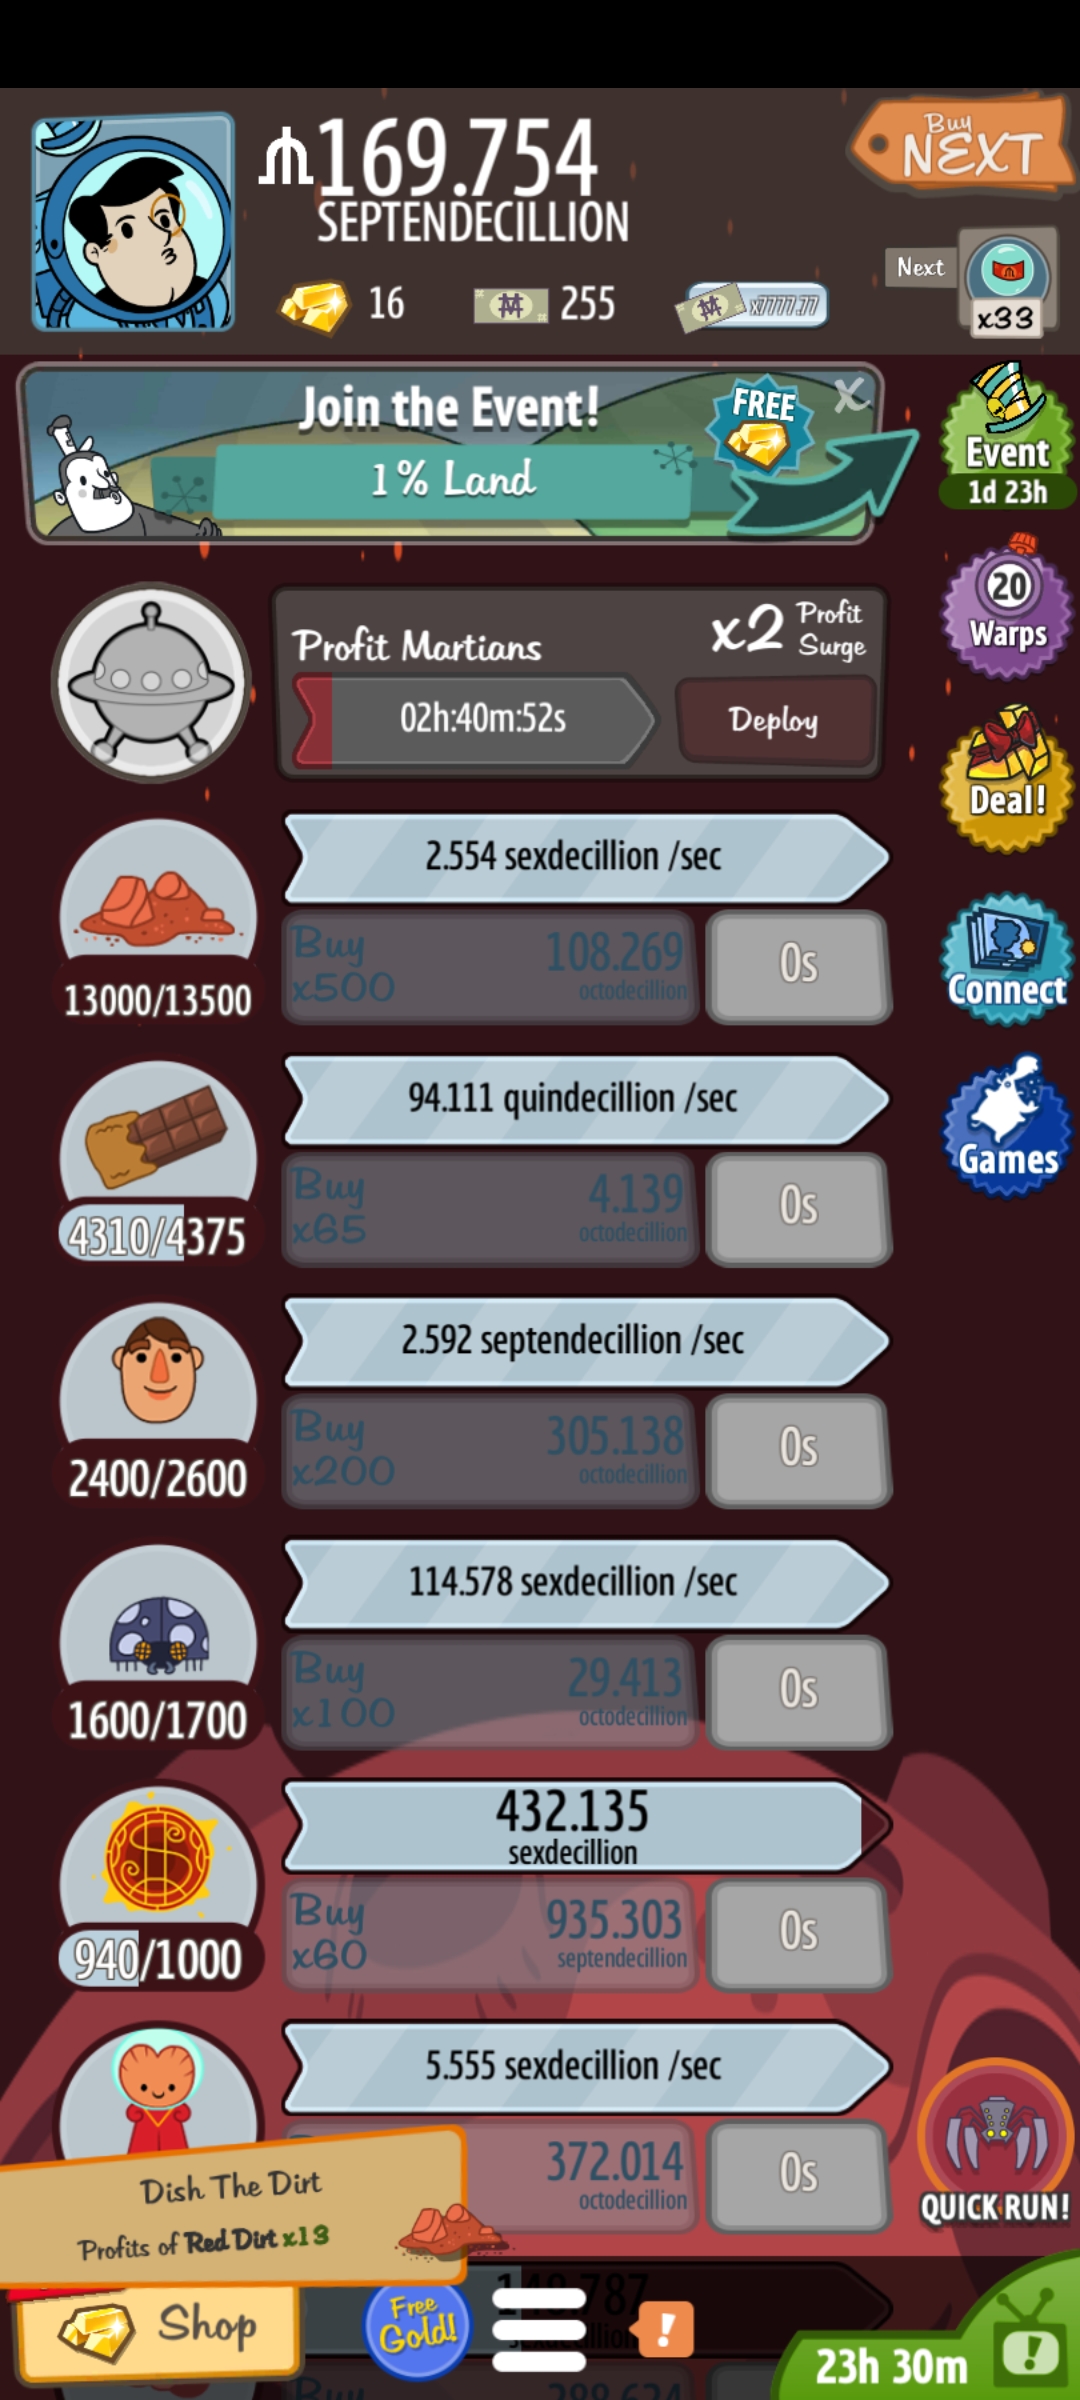 Buy
NEXT
169.754
SEPTENDECILLION
16
255
x7777.77
Next
x33
Join the Event!
FREE
X
1% Land
Event
1d 23h
20
Warps
Profit Martians
x2 Profit Surge
02h:40m:52s
Deploy
Deal!
2.554 sexdecillion /sec
Buy x500
108.269
octodecillion
0s
13000/13500
Connect
94.111 quindecillion /sec
Buy x65
4.139
octodecillion
0s
4310/4375
Games
2.592 septendecillion /sec
Buy x200
305.138
octodecillion
0s
2400/2600
114.578 sexdecillion /sec
Buy x100
29.413
octodecillion
0s
1600/1700
432.135
sexdecillion
Buy x60
935.303
septendecillion
0s
940/1000
5.555 sexdecillion /sec
372.014
octodecillion
0s
QUICK RUN!
Dish The Dirt
Profits of Red Dirt x13
Shop
Free Gold!
!
23h 30m
!
Buy